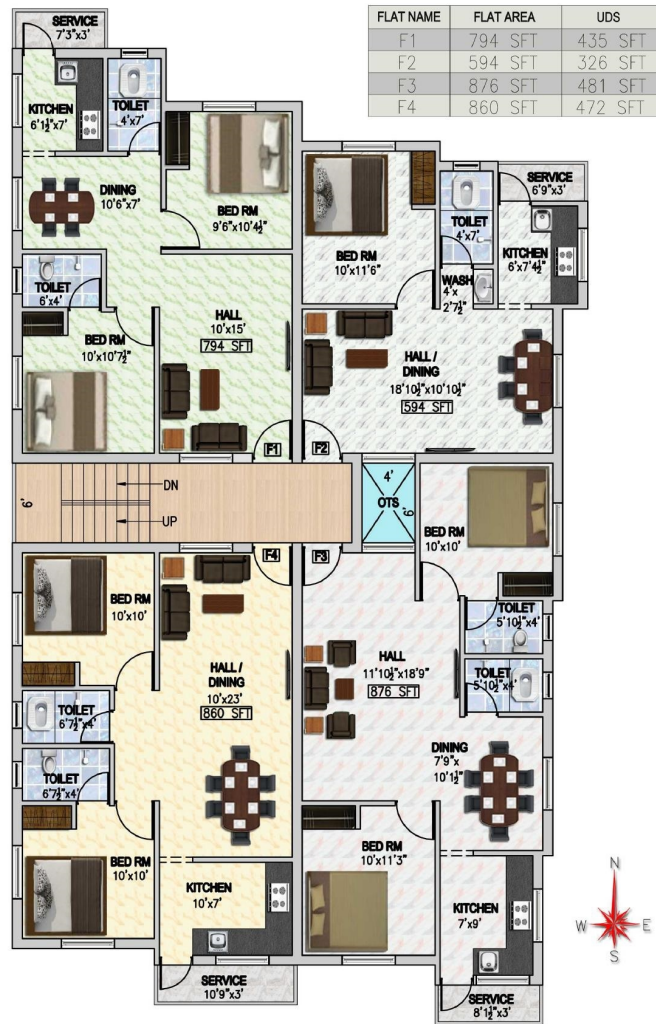 FLAT NAME FLAT AREA UDS
F1 794 SFT 435 SFT
F2 594 SFT 326 SFT
F3 876 SFT 481 SFT
F4 860 SFT 472 SFT
SERVICE
7'3"x3'
KITCHEN
6'1½"x7'
TOILET
4'x7'
DINING
10'6"x7'
BED RM
9'6"x10'4½"
TOILET
6'x4'
BED RM
10'x10'7½"
HALL
10'x15'
794 SFT
F1
BED RM
10'x11'6"
TOILET
4'x7'
SERVICE
6'9"x3'
KITCHEN
6'x7'4½"
WASH
4'x
2'7½"
HALL /
DINING
18'10½"x10'10½"
594 SFT
F2
6'
DN
UP
4'
OTS
6'
F4
F3
BED RM
10'x10'
HALL /
DINING
10'x23'
860 SFT
TOILET
6'7½"x4'
TOILET
6'7½"x4'
BED RM
10'x10'
KITCHEN
10'x7'
SERVICE
10'9"x3'
BED RM
10'x10'
TOILET
5'10½"x4'
TOILET
5'10½"x4'
HALL
11'10½"x18'9"
876 SFT
DINING
7'9"x
10'1½"
BED RM
10'x11'3"
KITCHEN
7'x9'
SERVICE
8'1½"x3'
N
W E
S